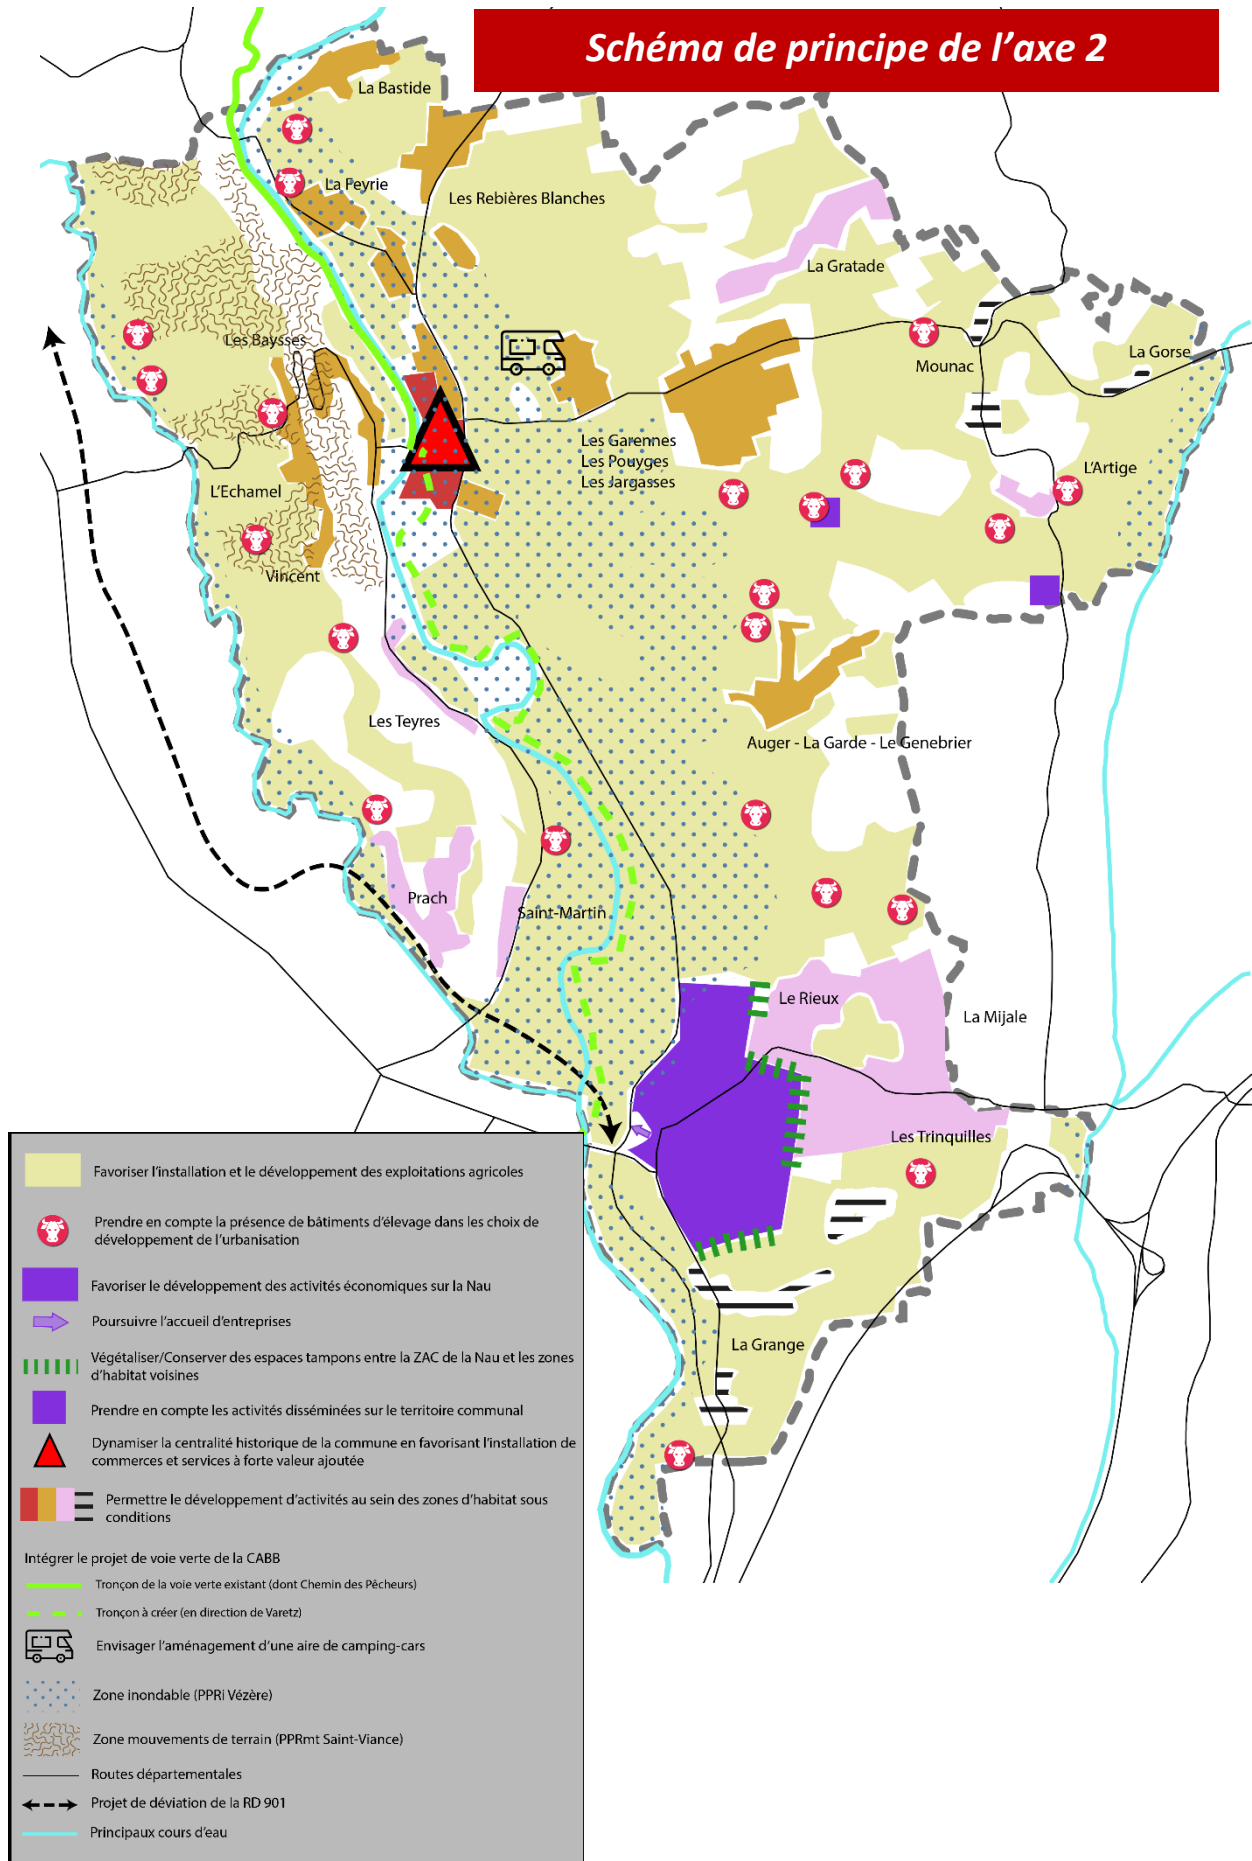 Schéma de principe de l'axe 2
La Bastide
La Peyrie
Les Rebières Blanches
La Gratade
Les Baysses
La Gorse
Mounac
Les Garennes
Les Pouyges
Les Jargasses
L'Artige
L'Echamel
Vincent
Les Teyres
Auger - La Garde - Le Genebrier
Prach
Saint-Martin
Le Rieux
La Mijale
Les Trinquilles
La Grange
Favoriser l'installation et le développement des exploitations agricoles
Prendre en compte la présence de bâtiments d'élevage dans les choix de
développement de l'urbanisation
Favoriser le développement des activités économiques sur la Nau
Poursuivre l'accueil d'entreprises
Végétaliser/Conserver des espaces tampons entre la ZAC de la Nau et les zones
d'habitat voisines
Prendre en compte les activités disséminées sur le territoire communal
Dynamiser la centralité historique de la commune en favorisant l'installation de
commerces et services à forte valeur ajoutée
Permettre le développement d'activités au sein des zones d'habitat sous
conditions
Intégrer le projet de voie verte de la CABB
Tronçon de la voie verte existant (dont Chemin des Pêcheurs)
Tronçon à créer (en direction de Varetz)
Envisager l'aménagement d'une aire de camping-cars
Zone inondable (PPRi Vézère)
Zone mouvements de terrain (PPRmt Saint-Viance)
Routes départementales
Projet de déviation de la RD 901
Principaux cours d'eau